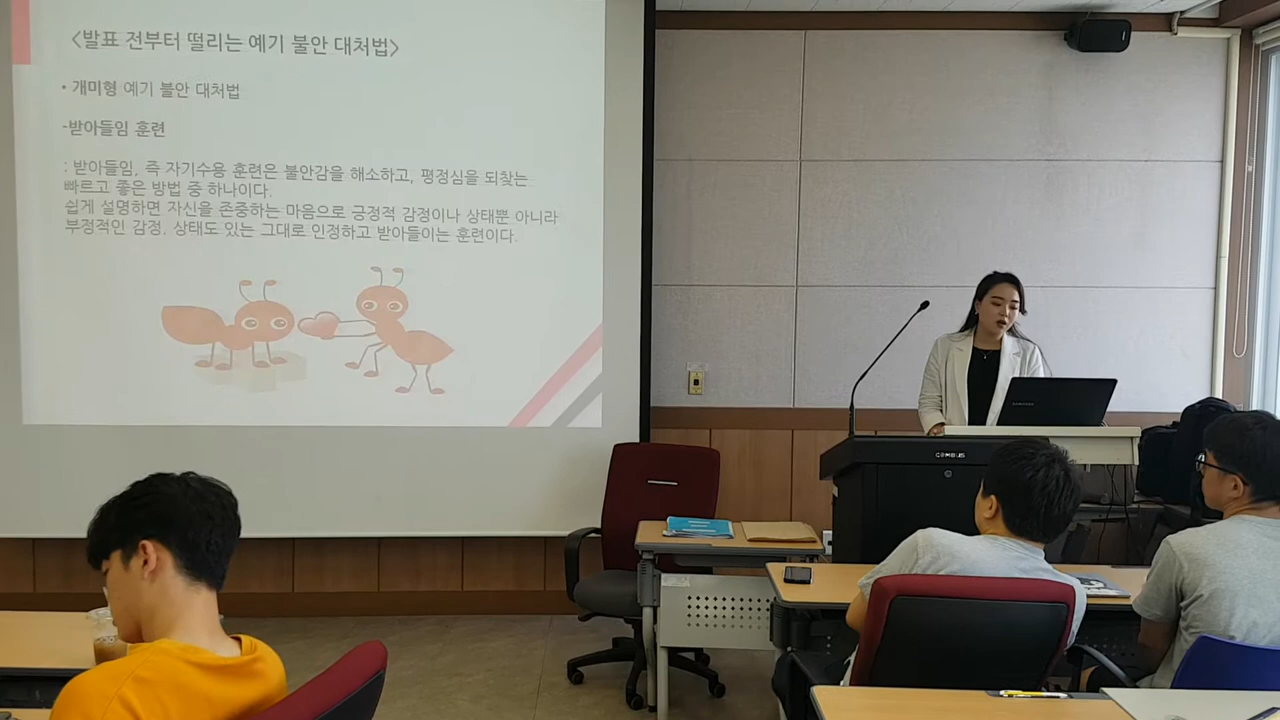 <발표 전부터 떨리는 예기 불안 대처법>
• 개미형 예기 불안 대처법
-받아들임 훈련
: 받아들임, 즉 자기수용 훈련은 불안감을 해소하고, 평정심을 되찾는
빠르고 좋은 방법 중 하나이다.
쉽게 설명하면 자신을 존중하는 마음으로 긍정적 감정이나 상태뿐 아니라
부정적인 감정, 상태도 있는 그대로 인정하고 받아들이는 훈련이다.
SAMSUNG
COMBUS